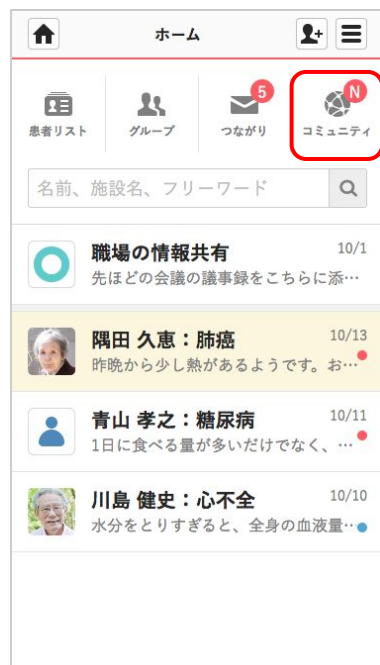 ホーム
患者リスト
グループ
5
つながり
N
コミュニティ
名前、施設名、フリーワード
職場の情報共有
10/1
先ほどの会議の議事録をこちらに添…
隅田 久恵：肺癌
10/13
昨晩から少し熱があるようです。お…
青山 孝之：糖尿病
10/11
1日に食べる量が多いだけでなく、…
川島 健史：心不全
10/10
水分をとりすぎると、全身の血液量…